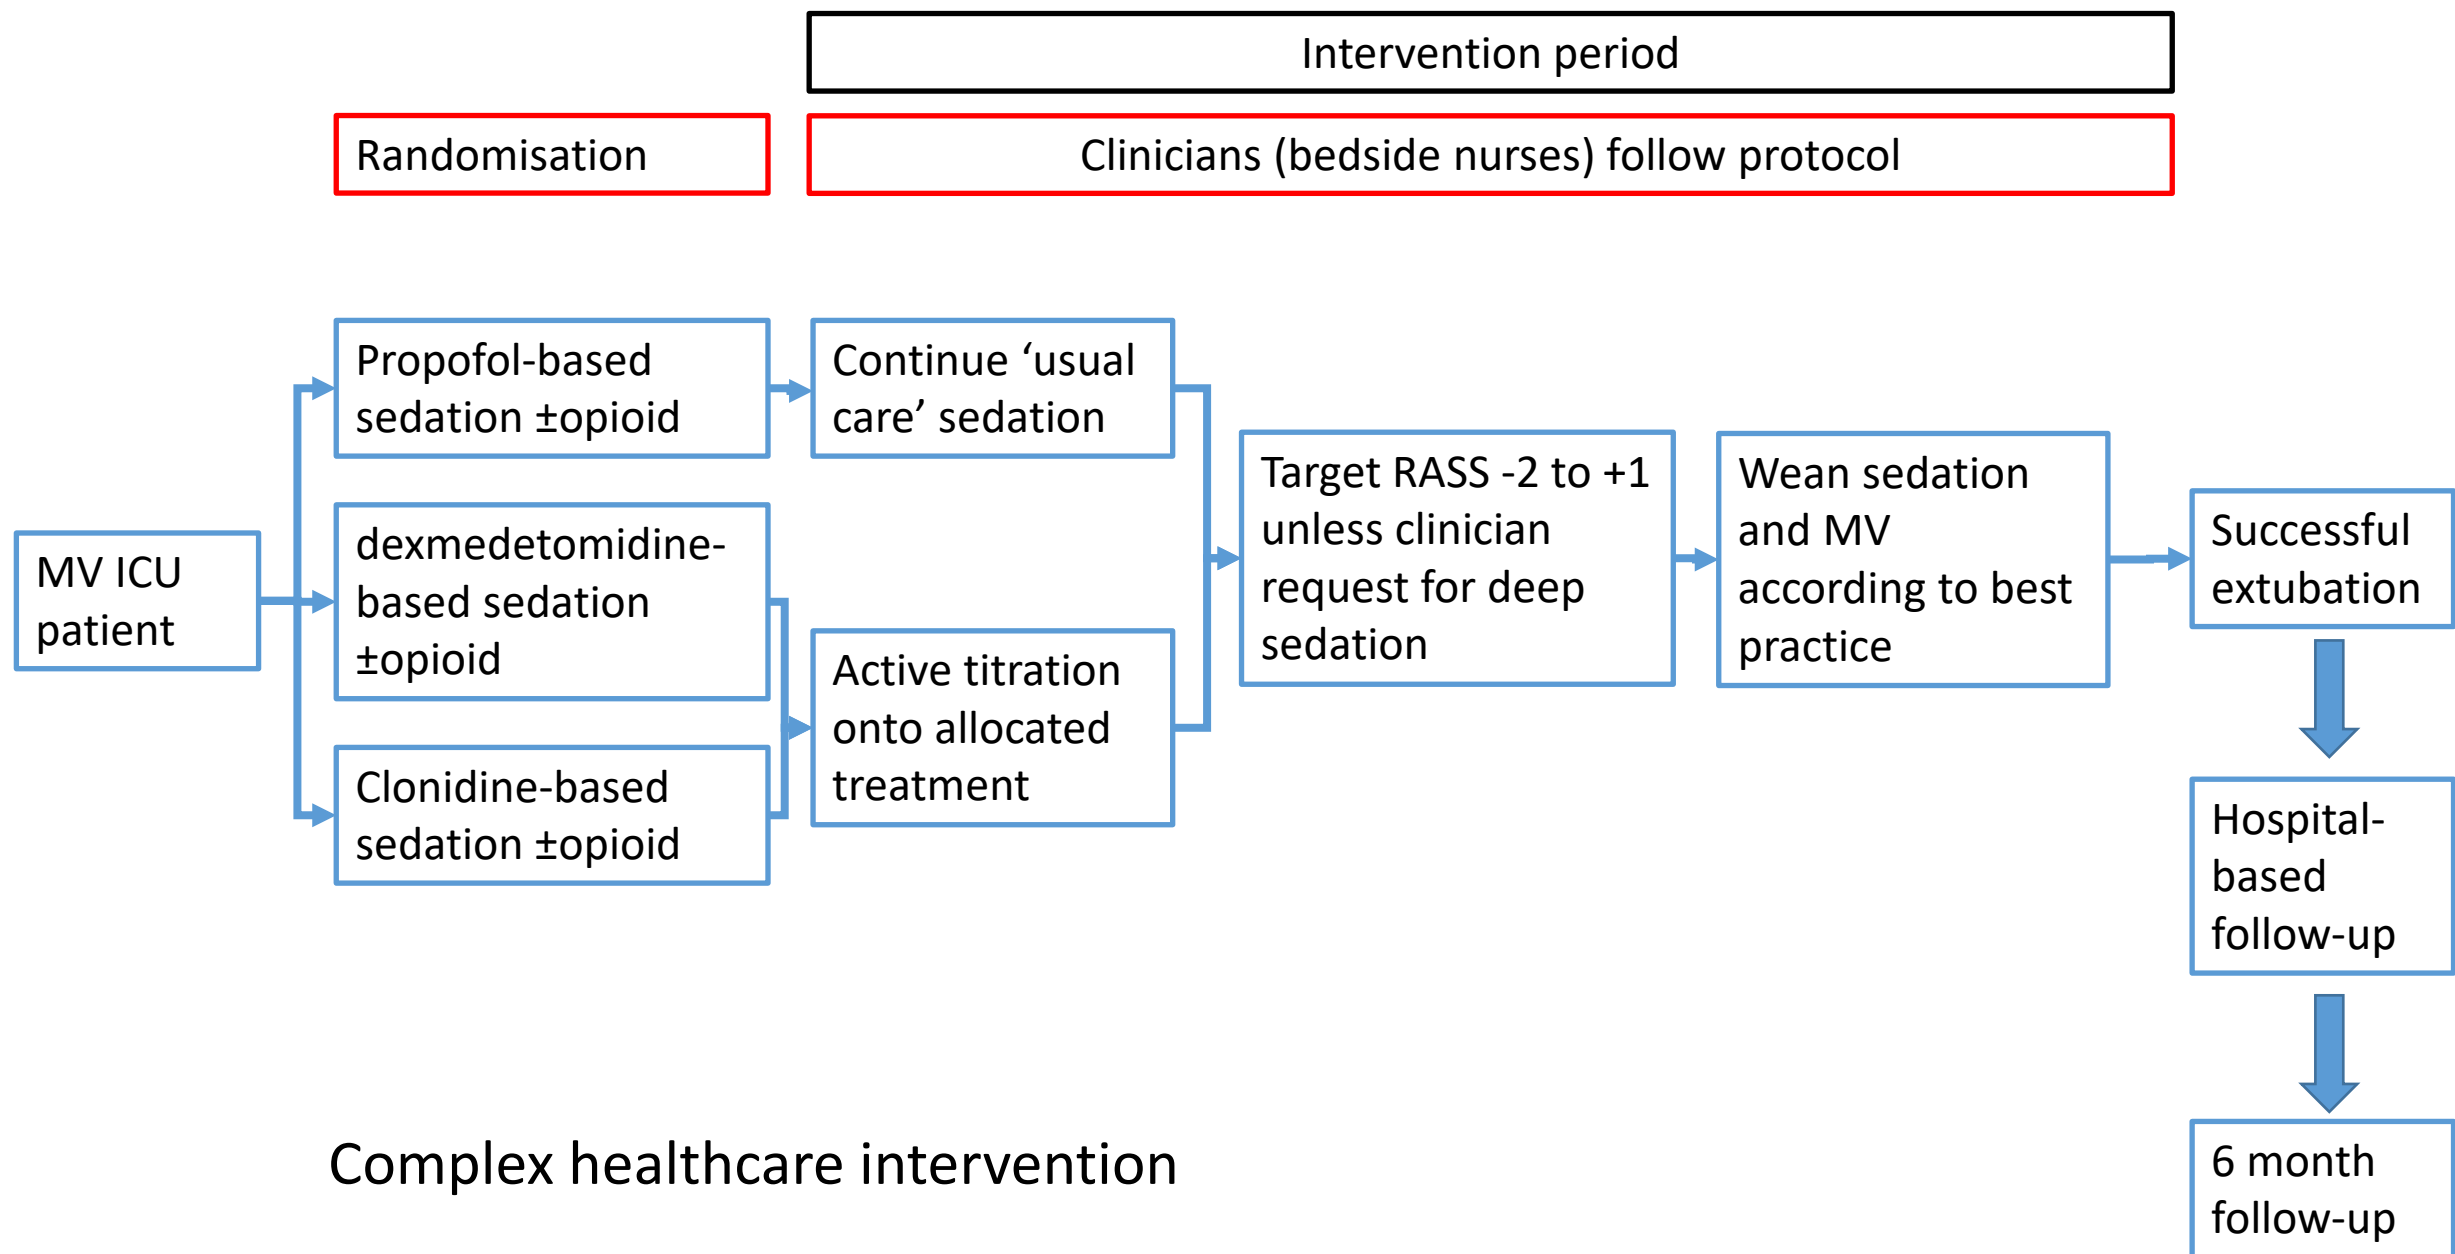 Intervention period
Randomisation
Clinicians (bedside nurses) follow protocol
MV ICU
patient
Propofol-based
sedation ±opioid
dexmedetomidine-
based sedation
±opioid
Clonidine-based
sedation ±opioid
Continue ‘usual
care’ sedation
Active titration
onto allocated
treatment
Target RASS -2 to +1
unless clinician
request for deep
sedation
Wean sedation
and MV
according to best
practice
Successful
extubation
Hospital-
based
follow-up
6 month
follow-up
Complex healthcare intervention